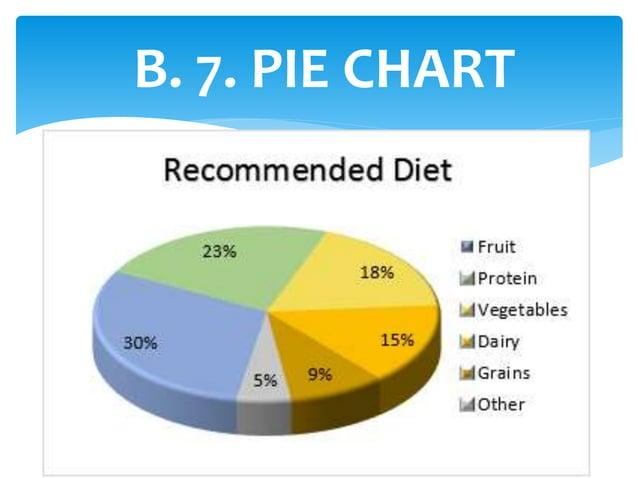 B. 7. PIE CHART
Recommended Diet
23%
18%
30%
15%
5%
9%
Fruit
Protein
Vegetables
Dairy
Grains
Other